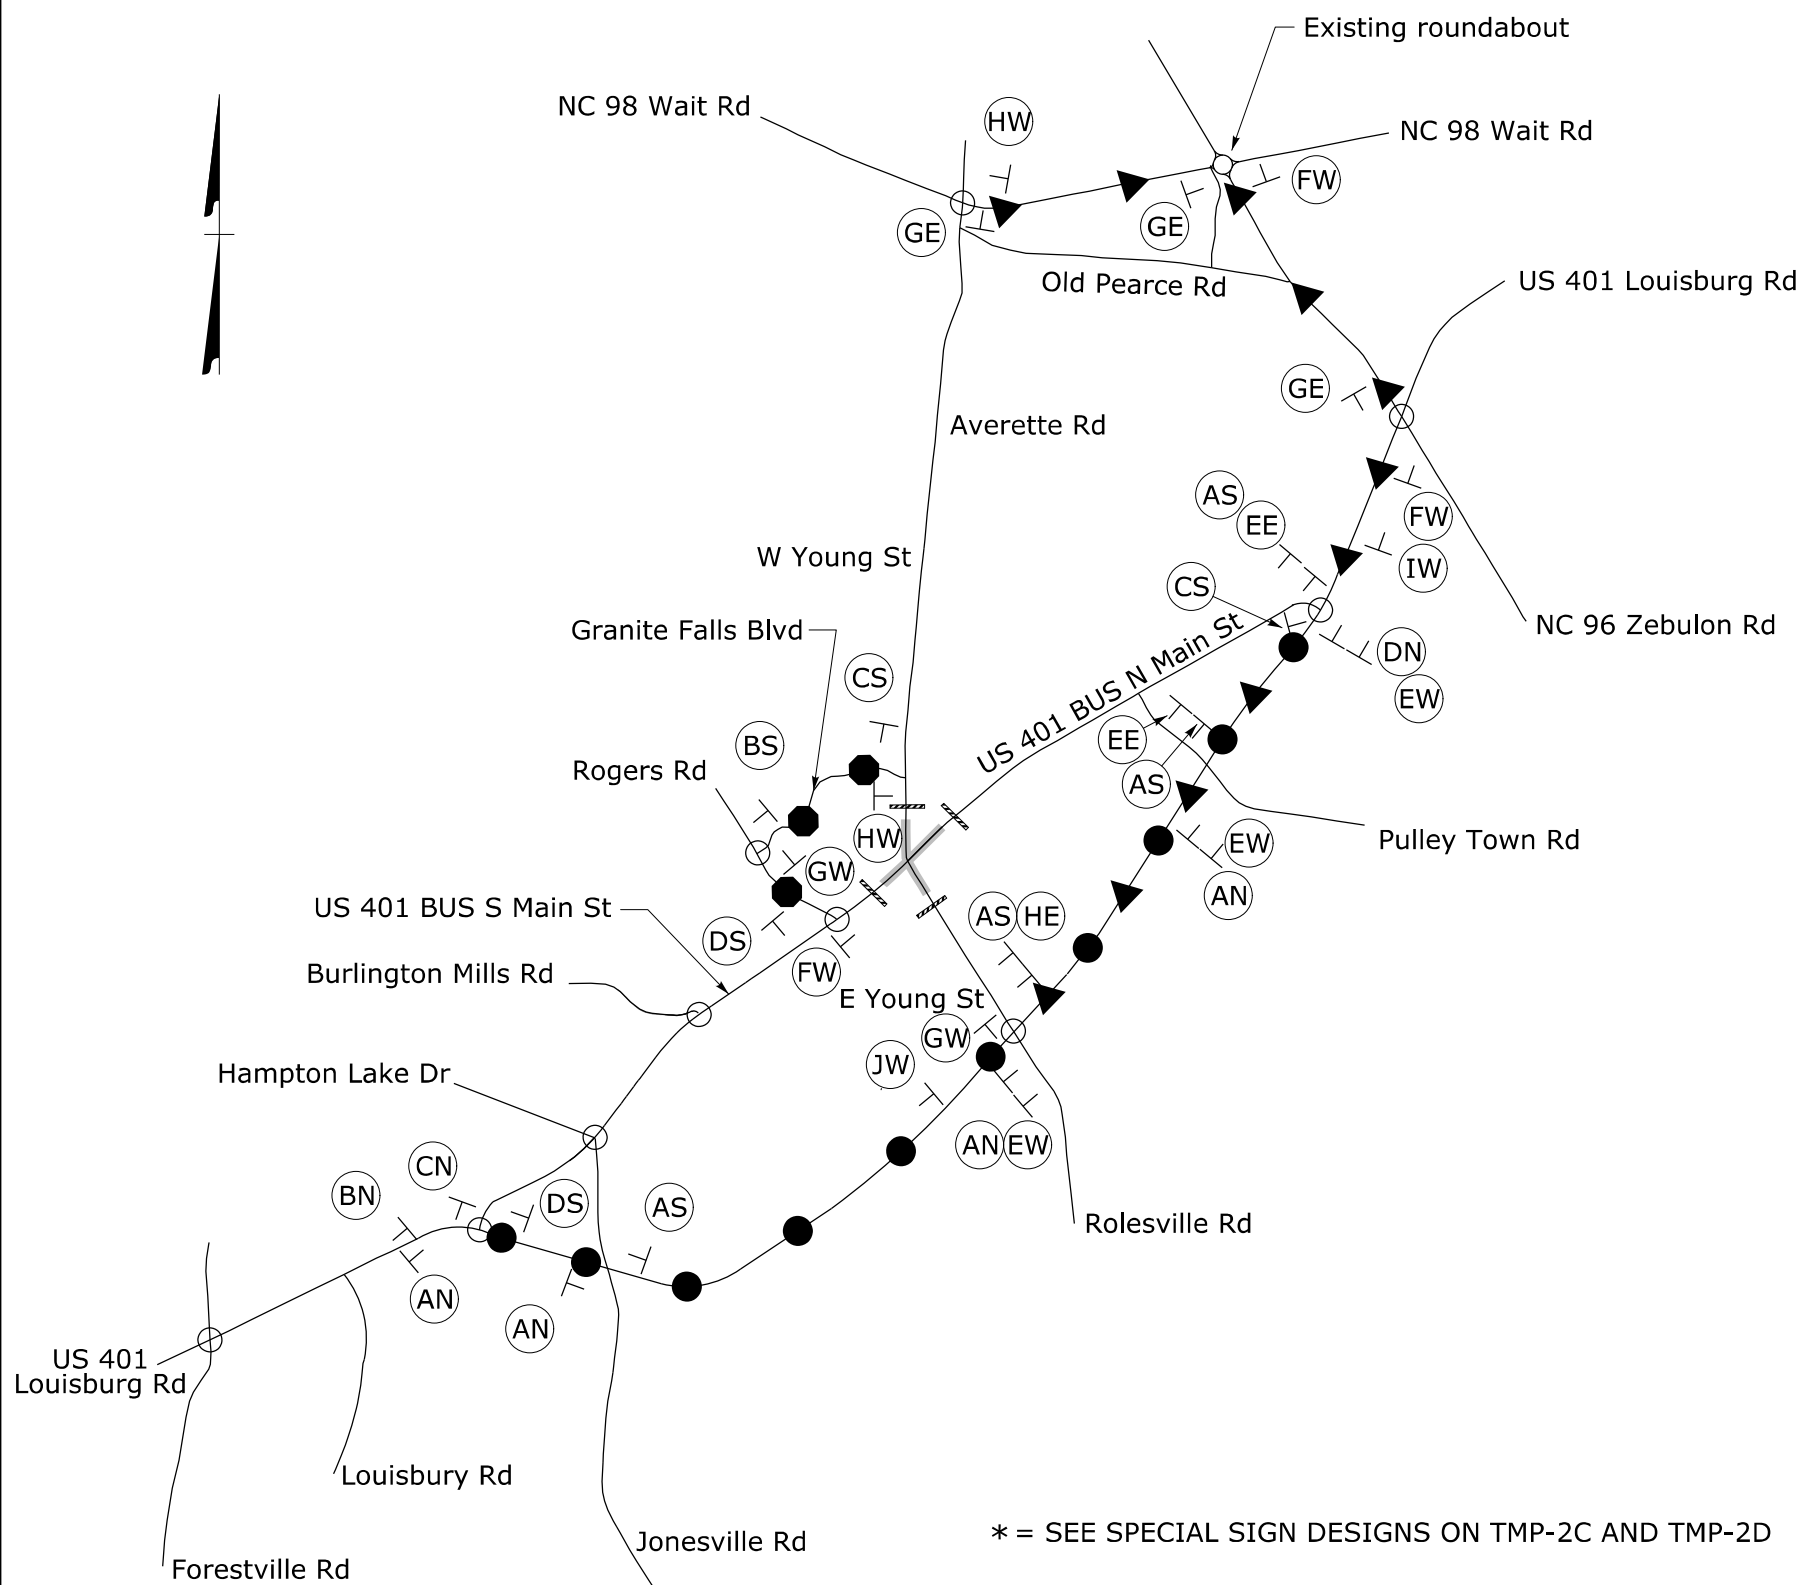 Existing roundabout
NC 98 Wait Rd
HW
NC 98 Wait Rd
FW
GE
GE
Old Pearce Rd
US 401 Louisburg Rd
GE
Averette Rd
AS
EE
FW
IW
W Young St
CS
NC 96 Zebulon Rd
Granite Falls Blvd
DN
EW
CS
US 401 BUS N Main St
BS
EE
AS
Rogers Rd
HW
Pulley Town Rd
EW
AN
GW
US 401 BUS S Main St
AS
HE
DS
FW
Burlington Mills Rd
E Young St
GW
JW
Hampton Lake Dr
AN
EW
CN
BN
DS
AS
Rolesville Rd
AN
AN
US 401
Louisburg Rd
Louisbury Rd
* = SEE SPECIAL SIGN DESIGNS ON TMP-2C AND TMP-2D
Jonesville Rd
Forestville Rd